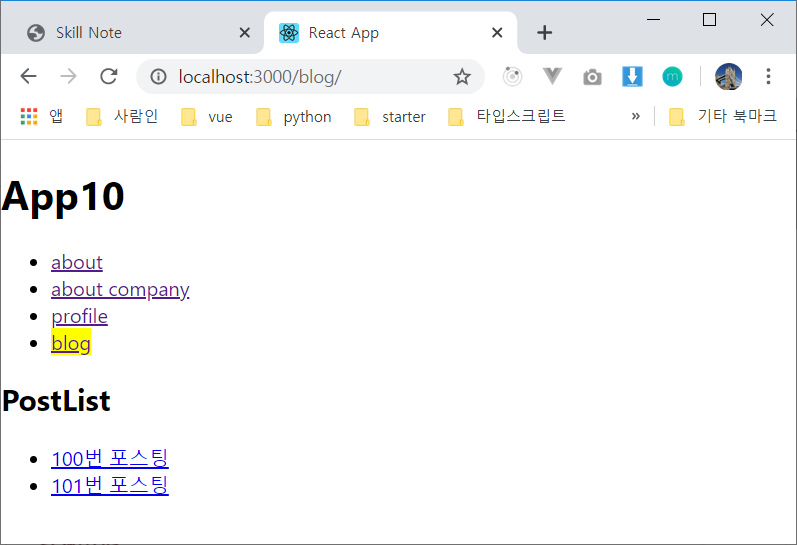 Skill Note
React App
localhost:3000/blog/
앱 사람인 vue python starter 타입스크립트 » 기타 북마크
App10
about
about company
profile
blog
PostList
100번 포스팅
101번 포스팅